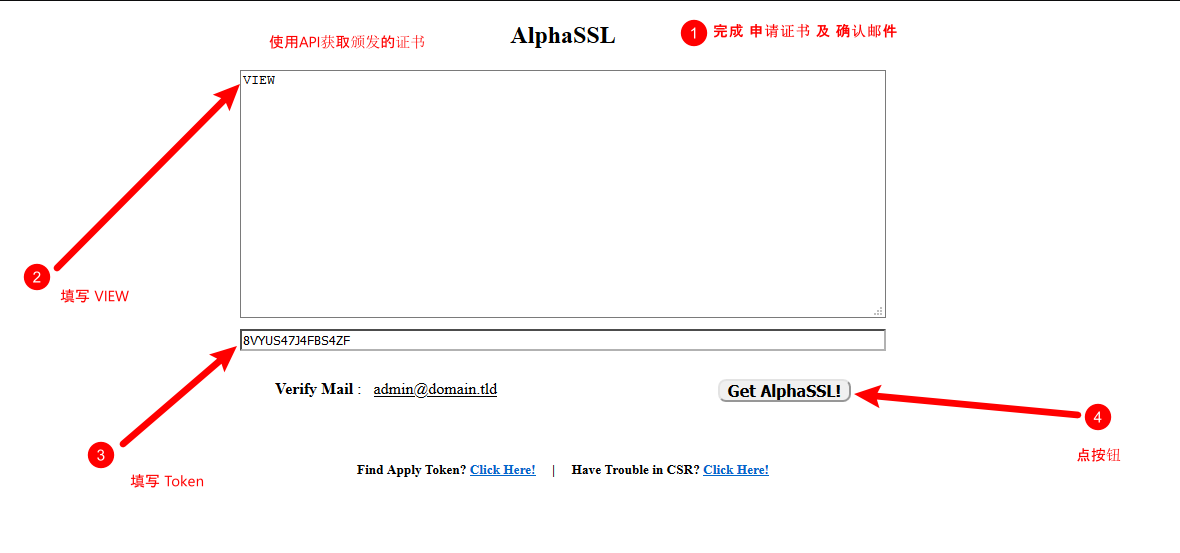 使用API获取颁发的证书
AlphaSSL
1 完成 申请证书 及 确认邮件
VIEW
2
填写 VIEW
8VYUS47J4FBS4ZF
Verify Mail : admin@domain.tld
Get AlphaSSL!
3
填写 Token
4
点按钮
Find Apply Token? Click Here! | Have Trouble in CSR? Click Here!